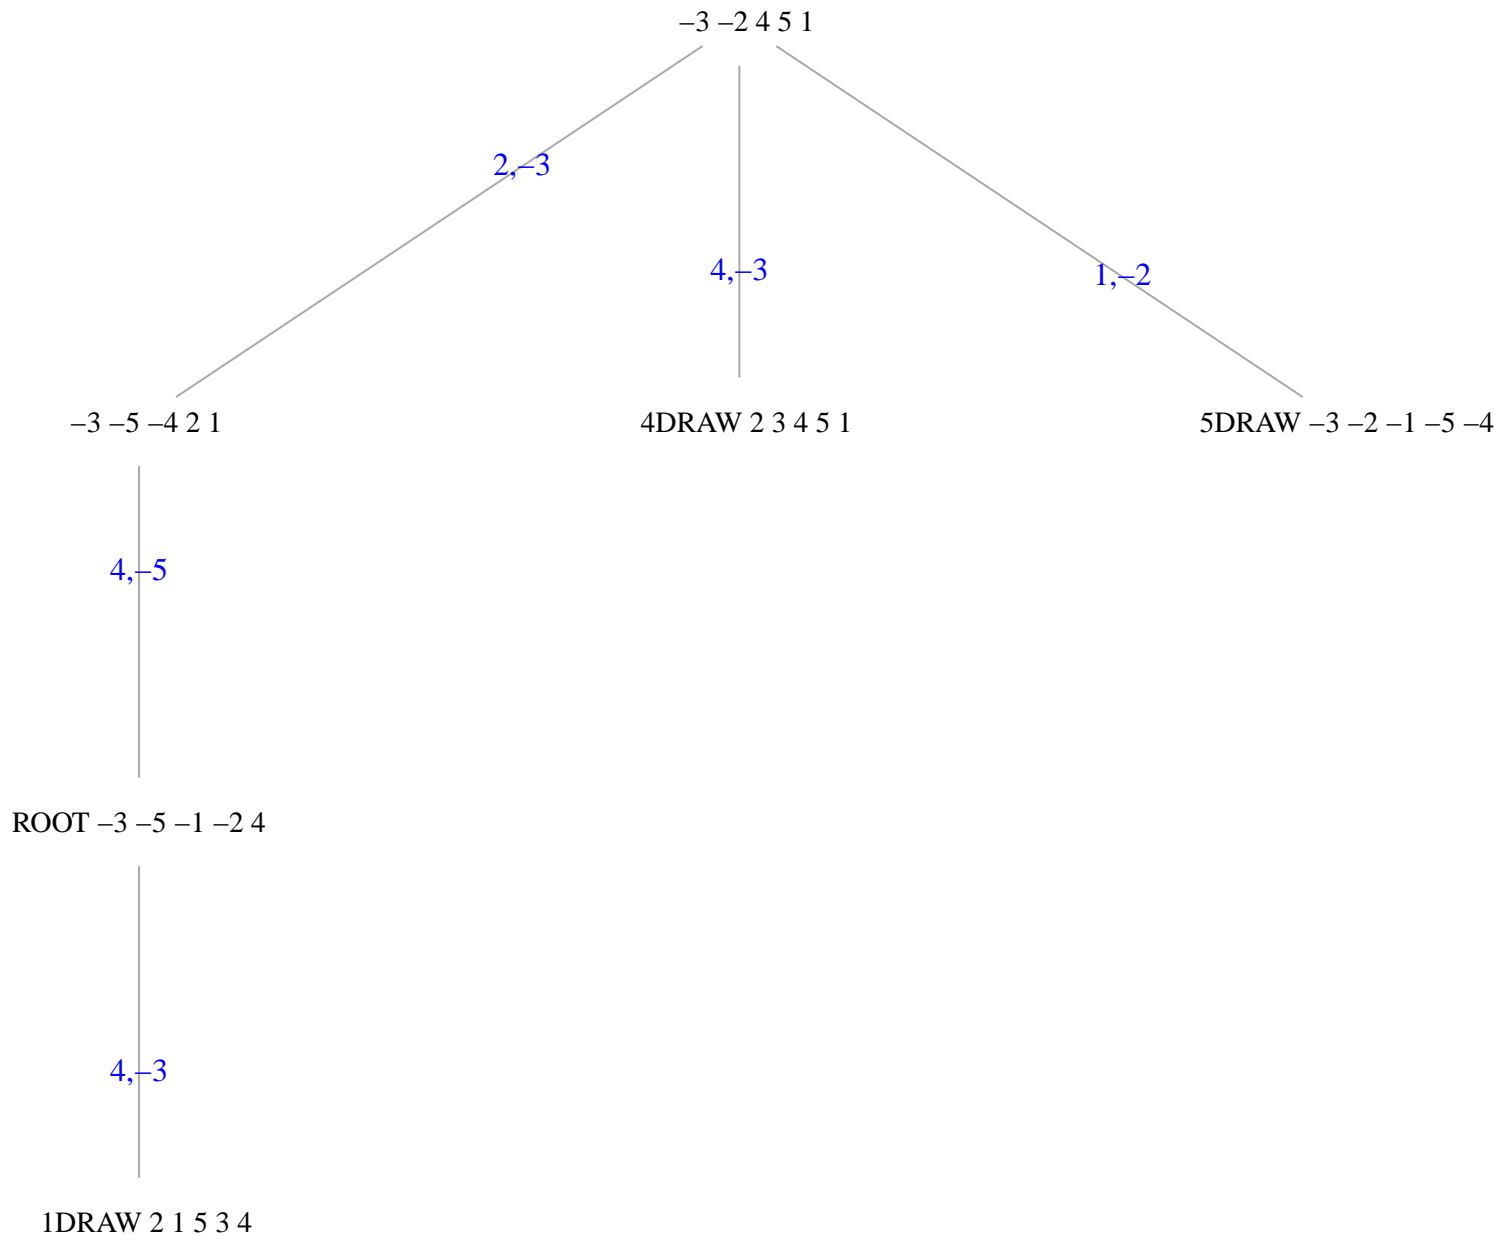 –3 –2 4 5 1
2,–3
4,–3
1,–2
–3 –5 –4 2 1
4DRAW 2 3 4 5 1
5DRAW –3 –2 –1 –5 –4
4,–5
ROOT –3 –5 –1 –2 4
4,–3
1DRAW 2 1 5 3 4